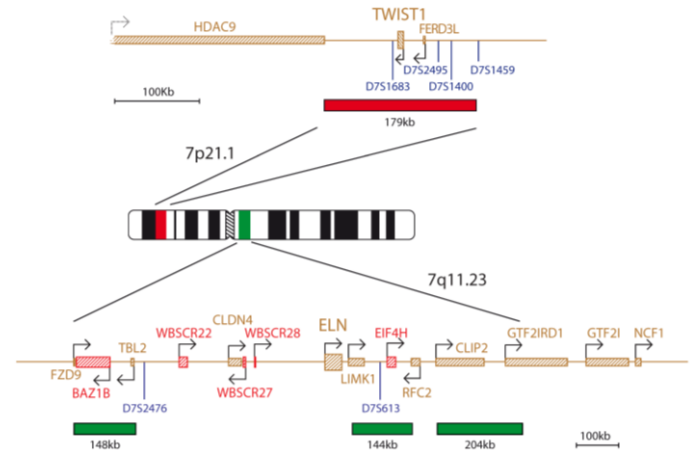 TWIST1
HDAC9
FERD3L
D7S2495
D7S1459
D7S1683
D7S1400
100Kb
179kb
7p21.1
7q11.23
ELN
CLDN4
WBSCR22
WBSCR28
EIF4H
GTF2IRD1
GTF2I
NCF1
TBL2
CLIP2
FZD9
LIMK1
BAZ1B
WBSCR27
RFC2
D7S2476
D7S613
148kb
144kb
204kb
100kb